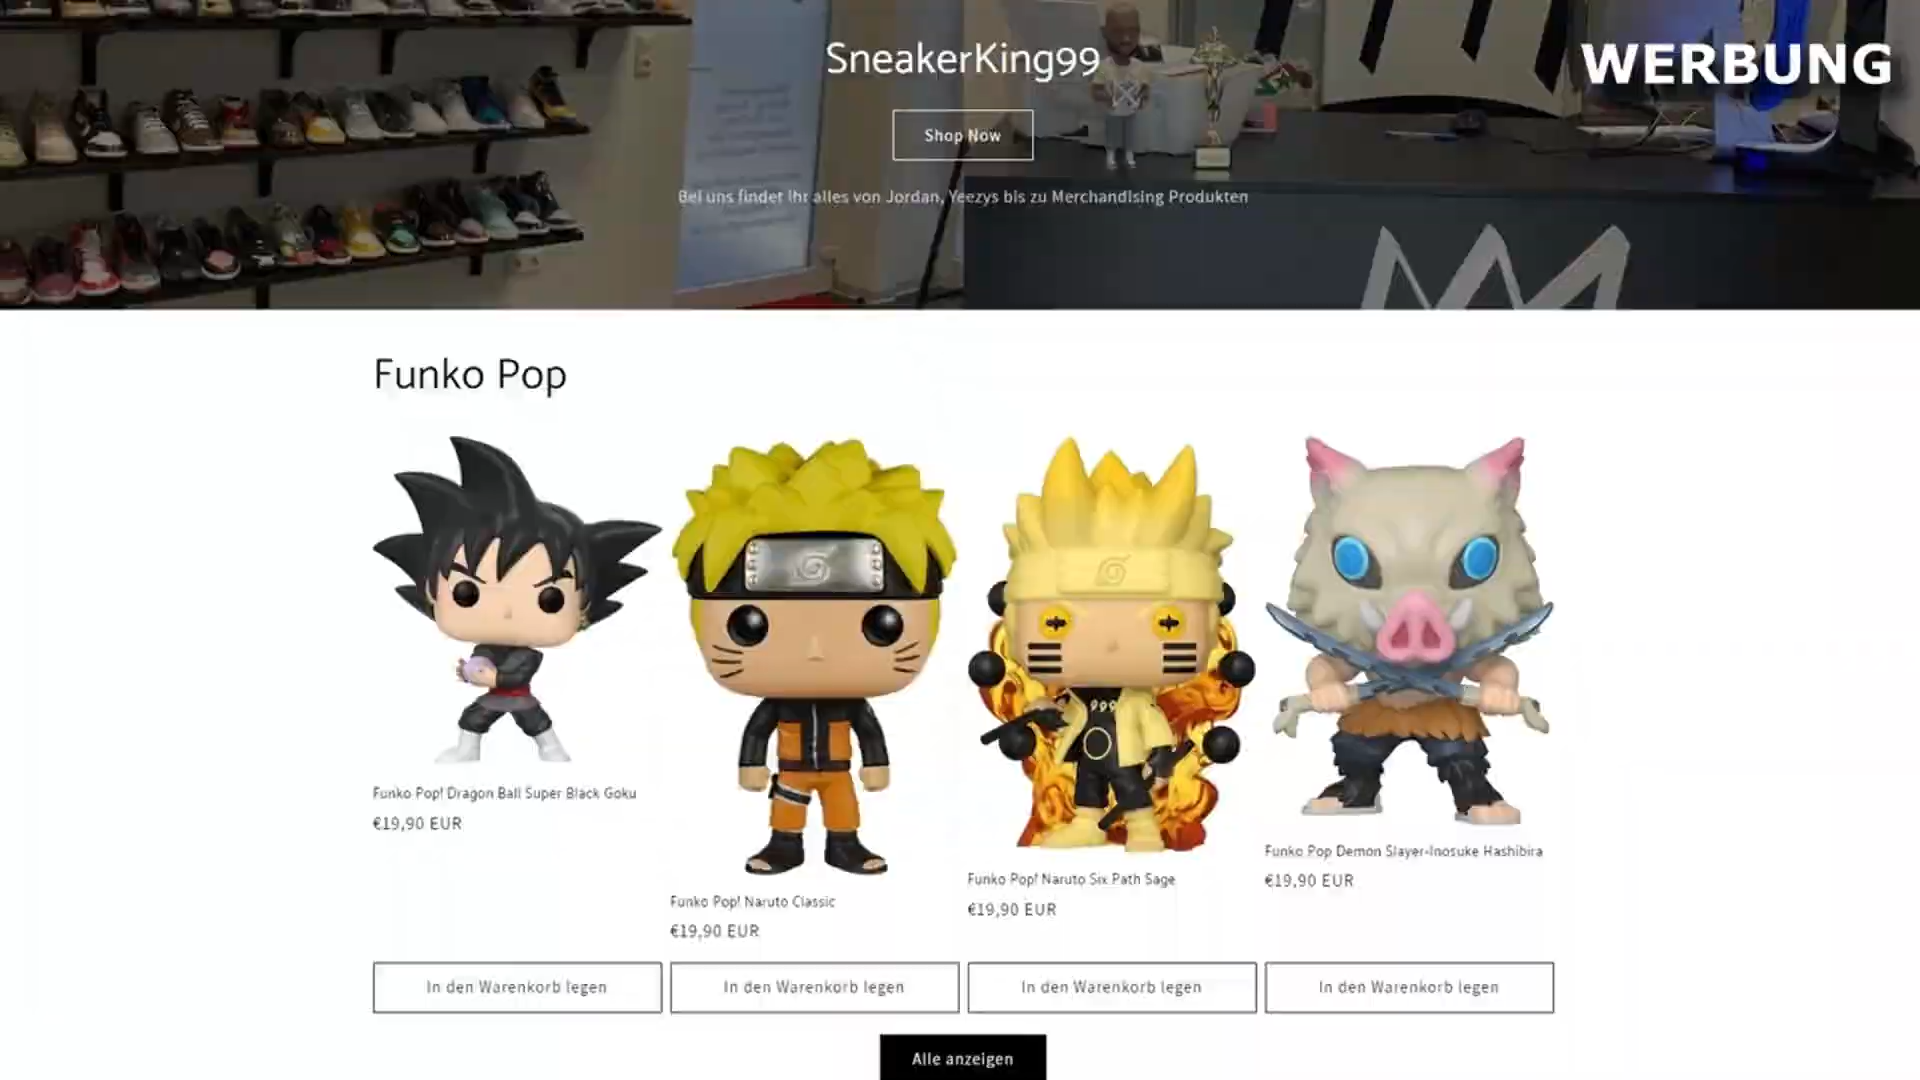 SneakerKing99
WERBUNG
Shop Now
Bei uns findet ihr alles von Jordan, Yeezys bis zu Merchandising Produkten
Funko Pop
Funko Pop! Dragon Ball Super Black Goku
€19,90 EUR
Funko Pop! Naruto Classic
€19,90 EUR
Funko Pop! Naruto Six Path Sage
€19,90 EUR
Funko Pop Demon Slayer-Inosuke Hashibira
€19,90 EUR
In den Warenkorb legen
In den Warenkorb legen
In den Warenkorb legen
In den Warenkorb legen
Alle anzeigen